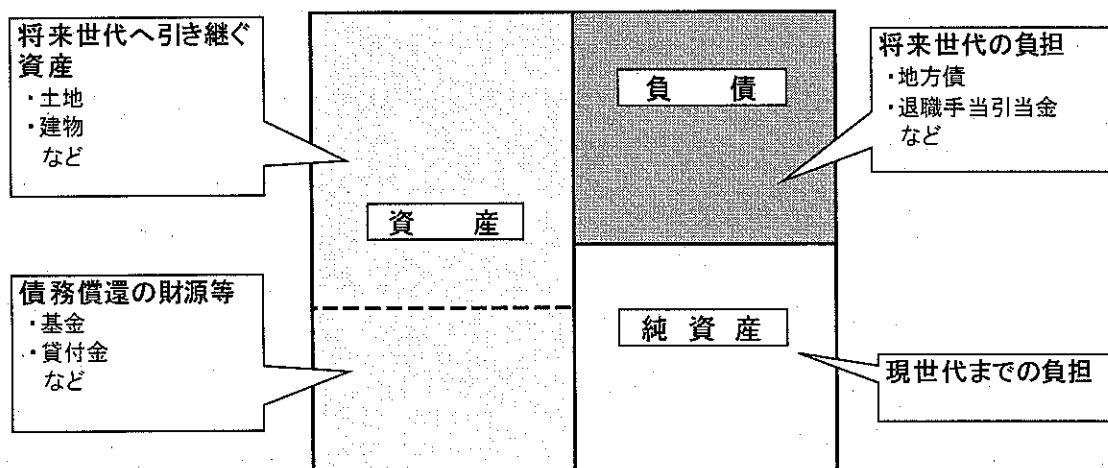 将来世代へ引き継ぐ
資産
・土地
・建物
など
債務償還の財源等
・基金
・貸付金
など
資産
負債
純資産
将来世代の負担
・地方債
・退職手当引当金
など
現世代までの負担